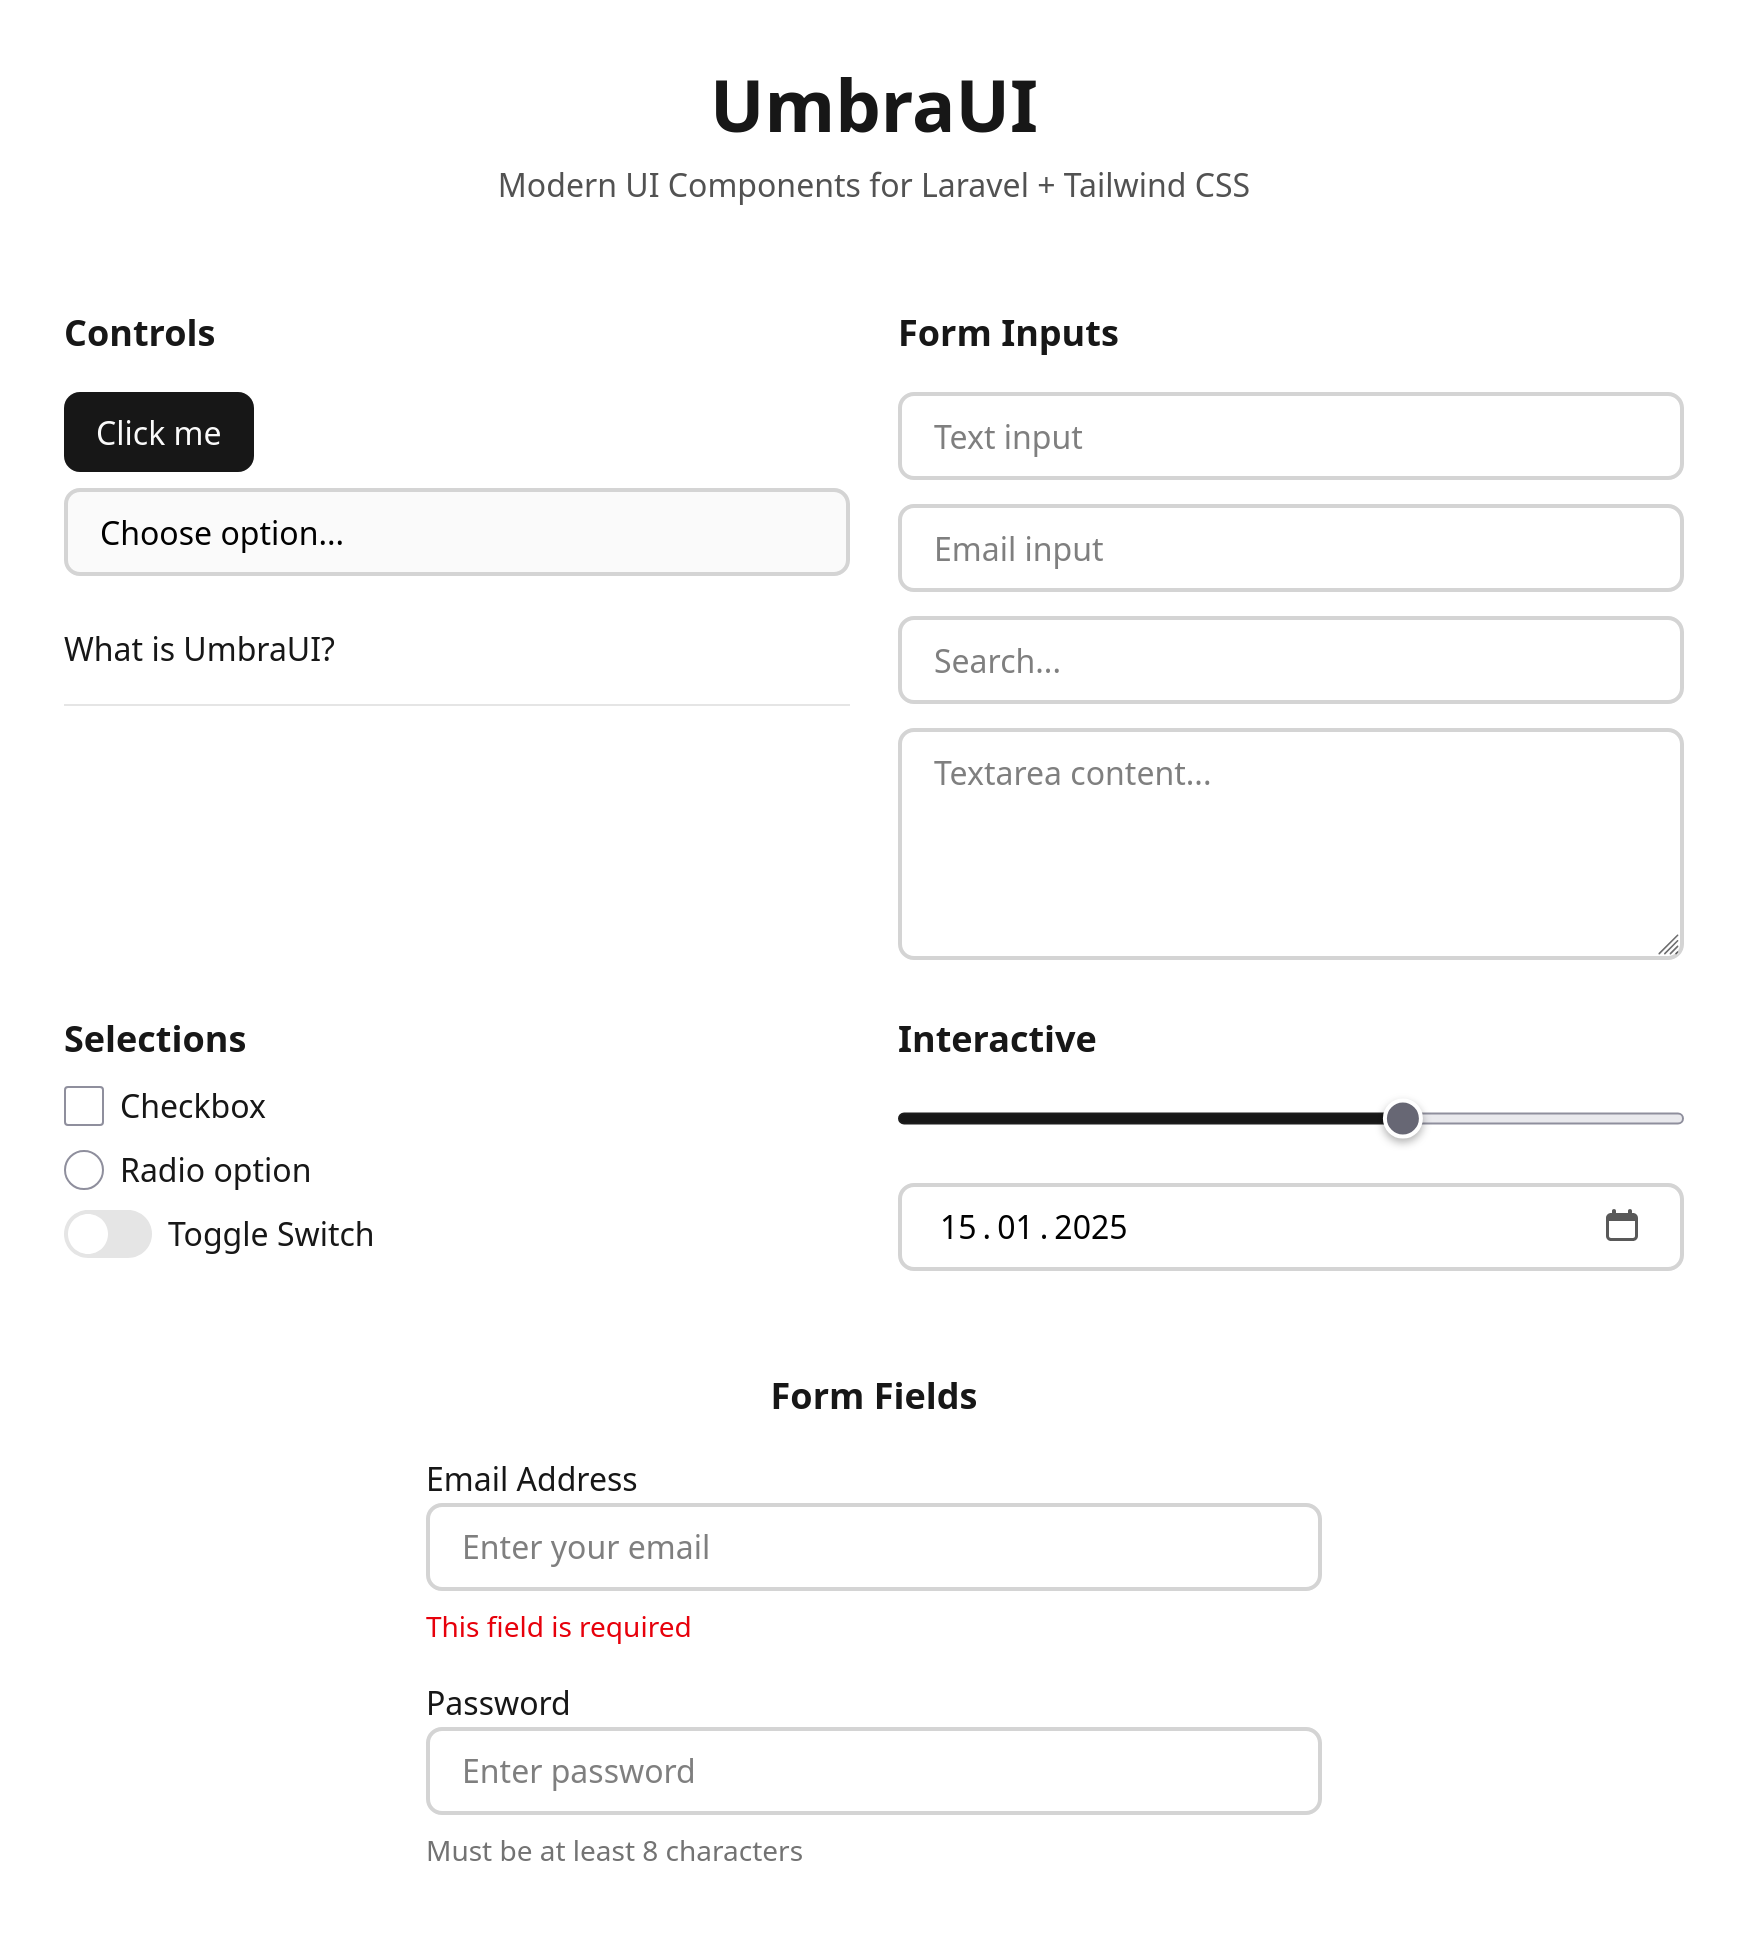 UmbraUI
Modern UI Components for Laravel + Tailwind CSS
Controls
Click me
Choose option...
What is UmbraUI?
Form Inputs
Text input
Email input
Search...
Textarea content...
Selections
Checkbox
Radio option
Toggle Switch
Interactive
15.01.2025
Form Fields
Email Address
Enter your email
This field is required
Password
Enter password
Must be at least 8 characters